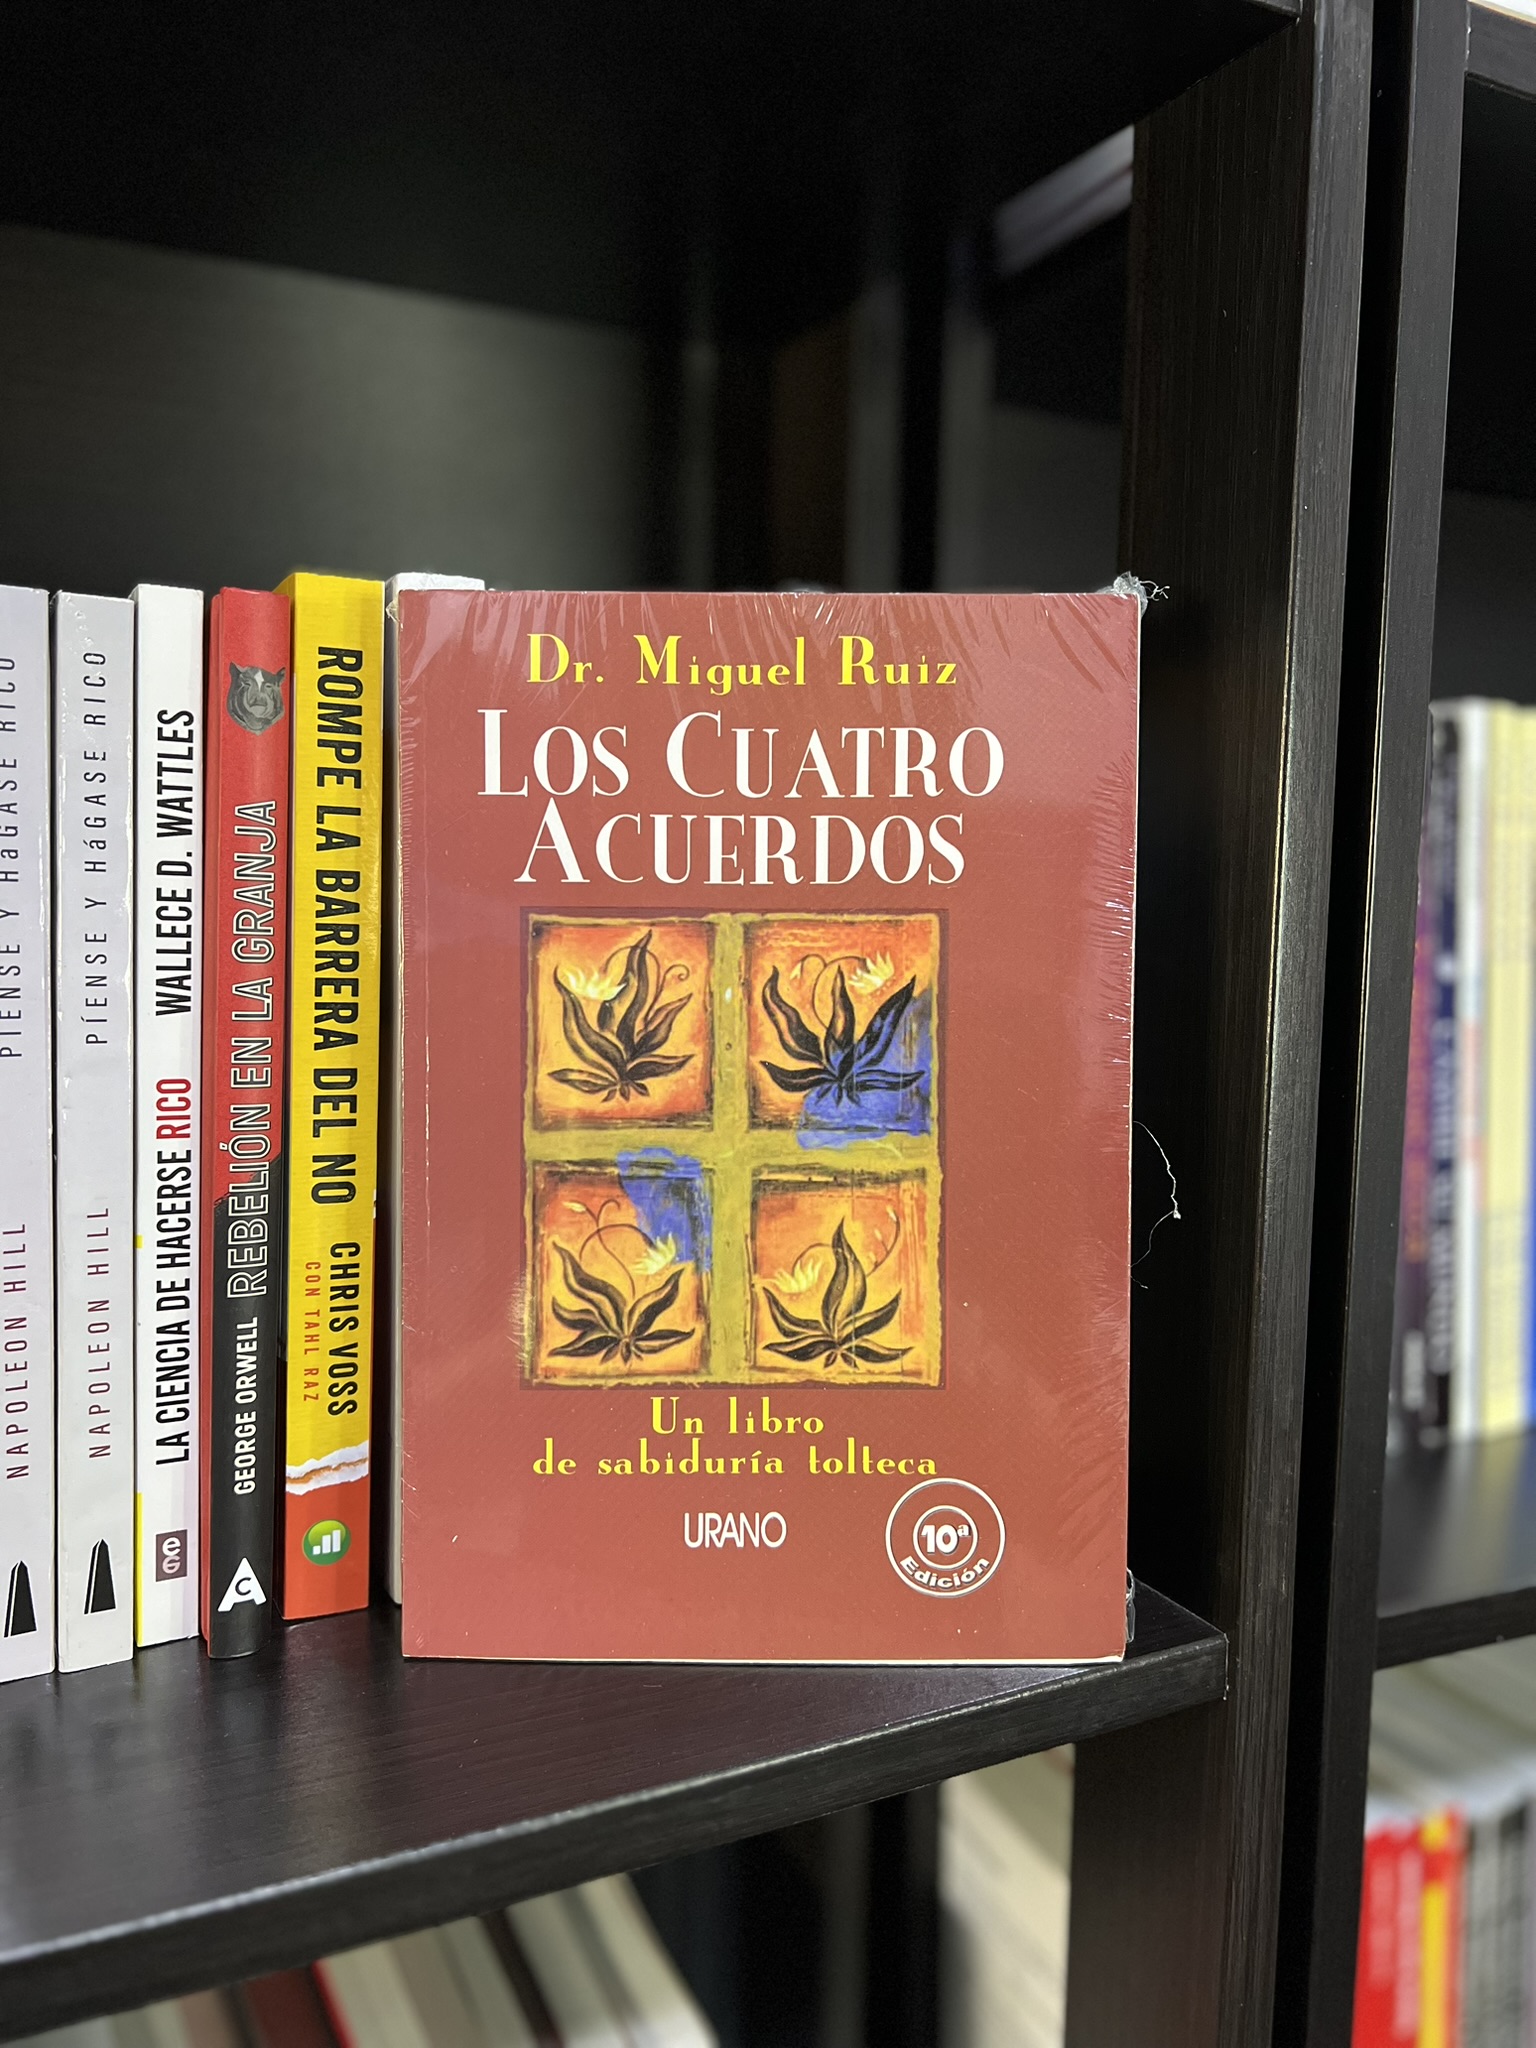 PIENSE Y HáGASE RICO
NAPOLEON HILL
PÍENSE Y HáGASE RICO
NAPOLEON HILL
LA CIENCIA DE HACERSE RICO WALLECE D. WATTLES
GEORGE ORWELL REBELIÓN EN LA GRANJA
ROMPE LA BARRERA DEL NO CHRIS VOSS
CON TAHL RAZ
Dr. Miguel Ruiz
LOS CUATRO
ACUERDOS
Un libro
de sabiduría tolteca
URANO
10ª
Edición